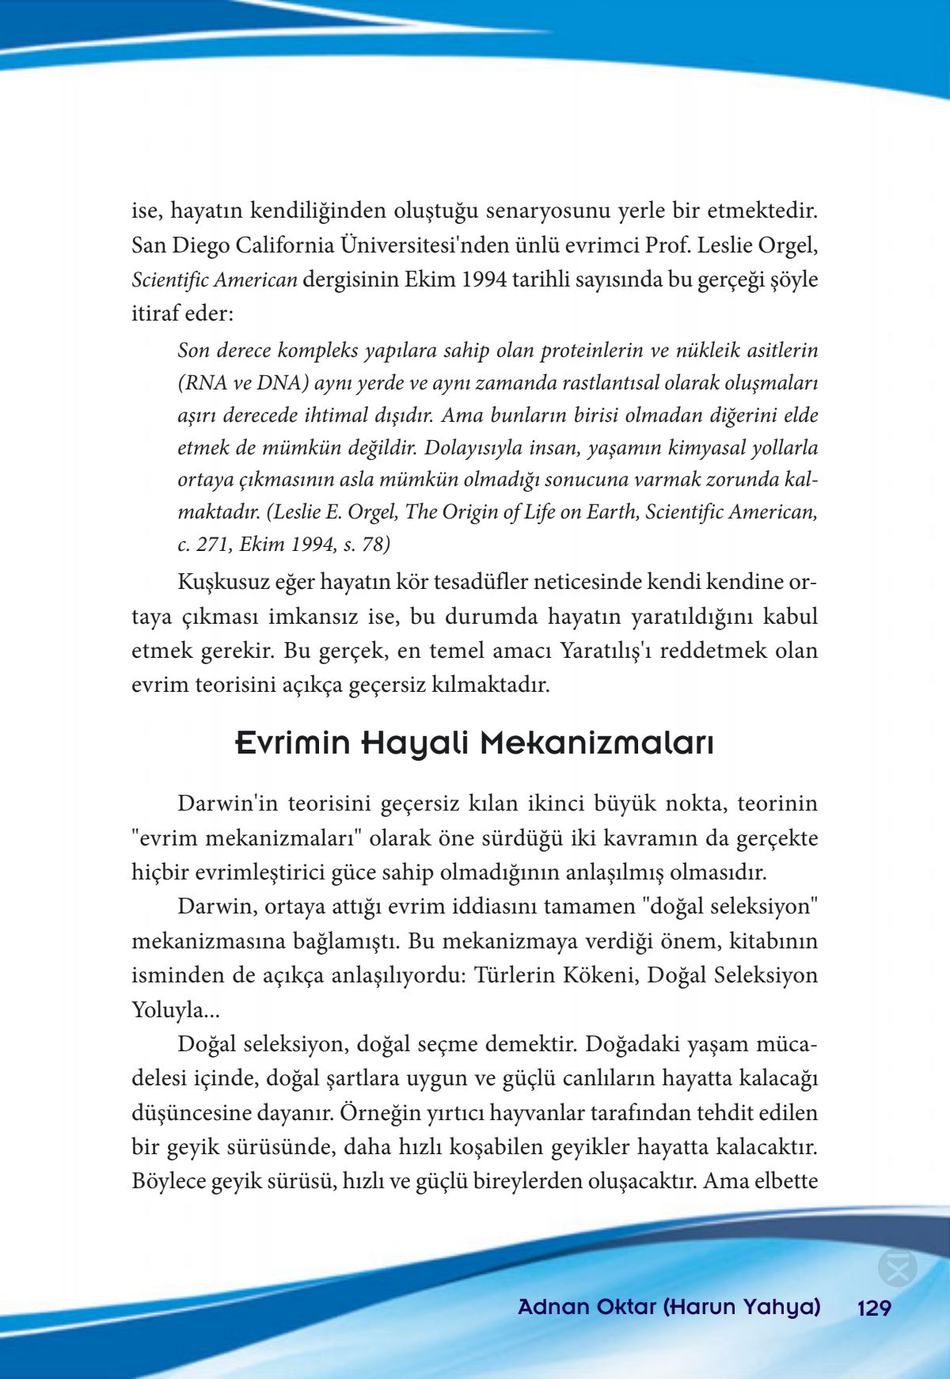 ise, hayatın kendiliğinden oluştuğu senaryosunu yerle bir etmektedir.
San Diego California Üniversitesi'nden ünlü evrimci Prof. Leslie Orgel,
Scientific American dergisinin Ekim 1994 tarihli sayısında bu gerçeği şöyle
itiraf eder:
Son derece kompleks yapılara sahip olan proteinlerin ve nükleik asitlerin
(RNA ve DNA) aynı yerde ve aynı zamanda rastlantısal olarak oluşmaları
aşırı derecede ihtimal dışıdır. Ama bunların birisi olmadan diğerini elde
etmek de mümkün değildir. Dolayısıyla insan, yaşamın kimyasal yollarla
ortaya çıkmasının asla mümkün olmadığı sonucuna varmak zorunda kal-
maktadır. (Leslie E. Orgel, The Origin of Life on Earth, Scientific American,
c. 271, Ekim 1994, s. 78)
Kuşkusuz eğer hayatın kör tesadüfler neticesinde kendi kendine or-
taya çıkması imkansız ise, bu durumda hayatın yaratıldığını kabul
etmek gerekir. Bu gerçek, en temel amacı Yaratılış'ı reddetmek olan
evrim teorisini açıkça geçersiz kılmaktadır.
Evrimin Hayali Mekanizmaları
Darwin'in teorisini geçersiz kılan ikinci büyük nokta, teorinin
"evrim mekanizmaları" olarak öne sürdüğü iki kavramın da gerçekte
hiçbir evrimleştirici güce sahip olmadığının anlaşılmış olmasıdır.
Darwin, ortaya attığı evrim iddiasını tamamen "doğal seleksiyon"
mekanizmasına bağlamıştı. Bu mekanizmaya verdiği önem, kitabının
isminden de açıkça anlaşılıyordu: Türlerin Kökeni, Doğal Seleksiyon
Yoluyla...
Doğal seleksiyon, doğal seçme demektir. Doğadaki yaşam müca-
delesi içinde, doğal şartlara uygun ve güçlü canlıların hayatta kalacağı
düşüncesine dayanır. Örneğin yırtıcı hayvanlar tarafından tehdit edilen
bir geyik sürüsünde, daha hızlı koşabilen geyikler hayatta kalacaktır.
Böylece geyik sürüsü, hızlı ve güçlü bireylerden oluşacaktır. Ama elbette
Adnan Oktar (Harun Yahya) 129